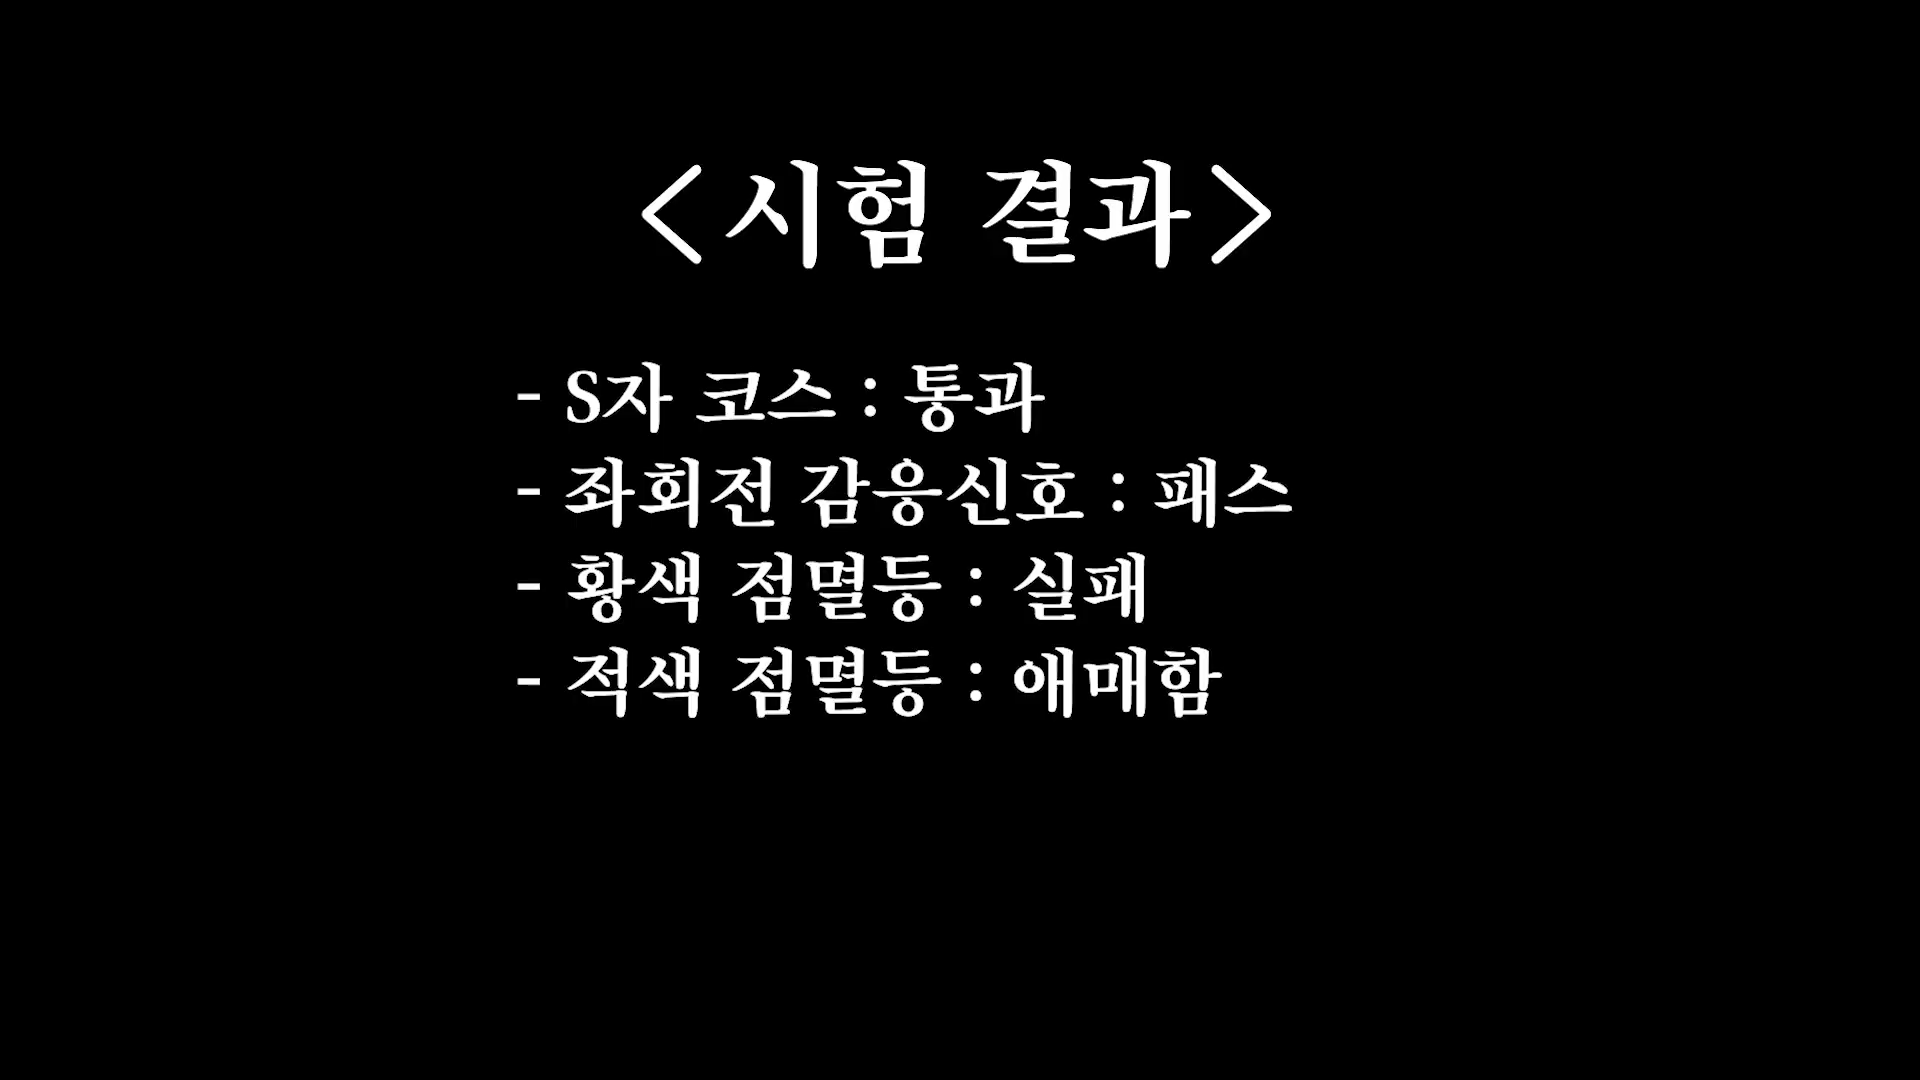 <시험 결과>
- S자 코스 : 통과
- 좌회전 감응신호 : 패스
- 황색 점멸등 : 실패
- 적색 점멸등 : 애매함